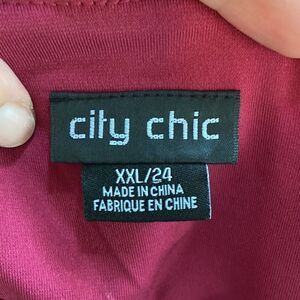 city chic
XXL/24
MADE IN CHINA
FABRIQUE EN CHINE